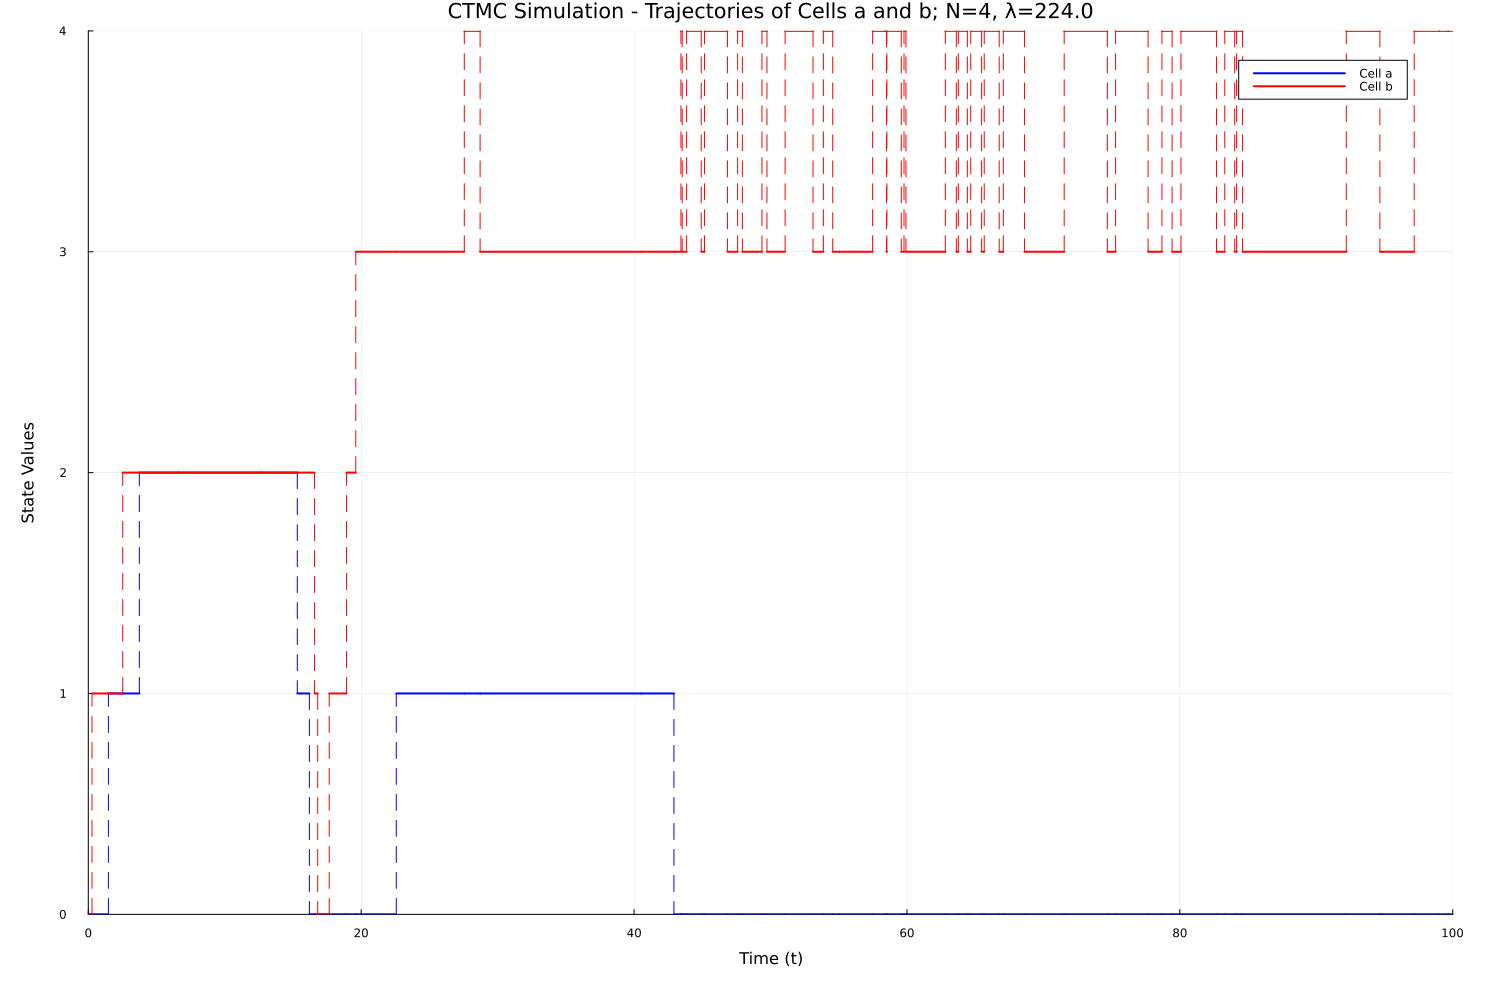 CTMC Simulation - Trajectories of Cells a and b; N=4, λ=224.0
4
Cell a
Cell b
3
State Values
2
1
0
0 20 40 60 80 100
Time (t)